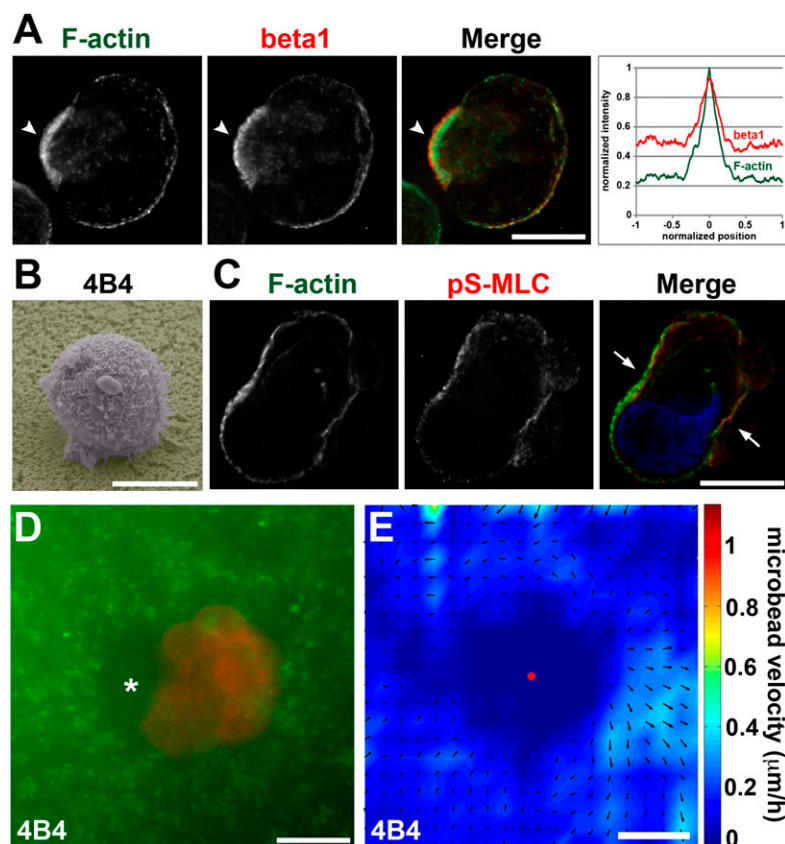 A
F-actin
beta1
Merge
normalized intensity
1
0.8
0.6
0.4
0.2
0
beta1
F-actin
-1
-0.5
0
0.5
1
normalized position
B
4B4
C
F-actin
pS-MLC
Merge
D
*
4B4
E
4B4
1
0.8
0.6
0.4
0.2
0
microbead velocity (µm/h)